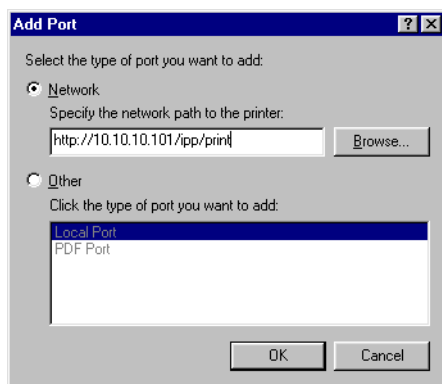 Add Port
Select the type of port you want to add:
Network
Specify the network path to the printer:
http://10.10.10.101/ipp/print
Browse...
Other
Click the type of port you want to add:
Local Port
PDF Port
OK
Cancel